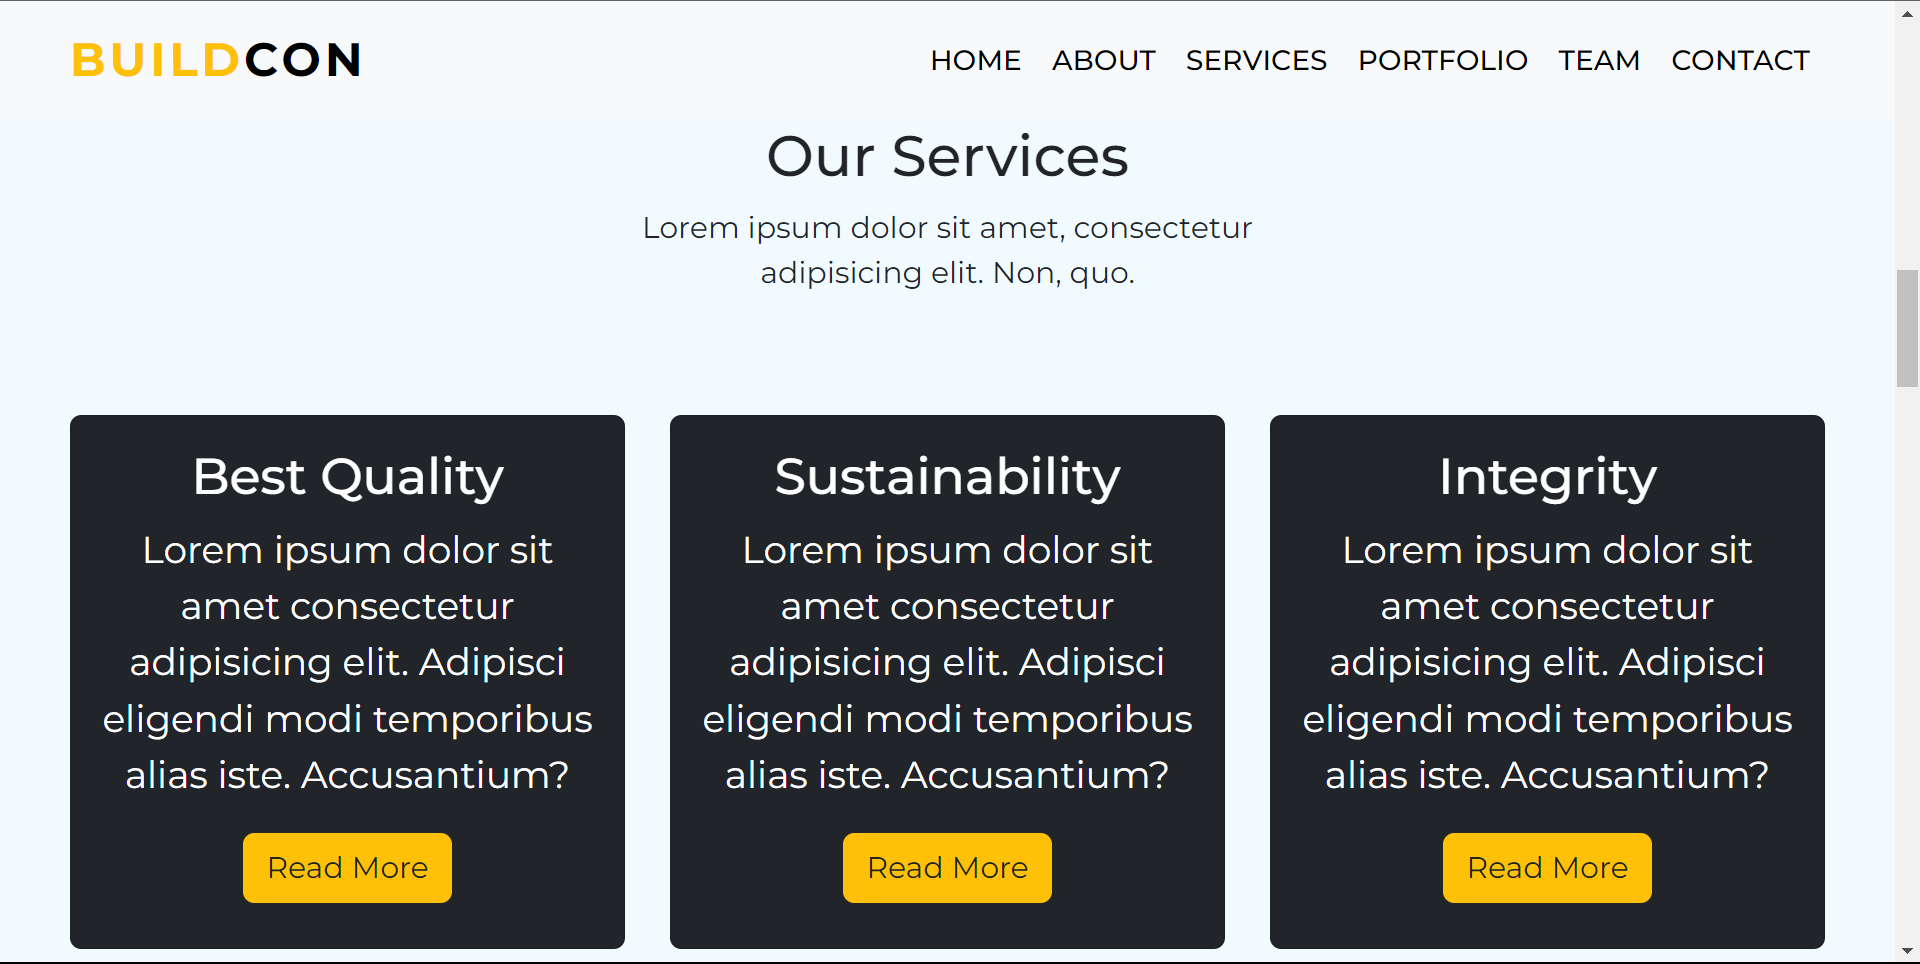 BUILDCON
HOME ABOUT SERVICES PORTFOLIO TEAM CONTACT
Our Services
Lorem ipsum dolor sit amet, consectetur
adipisicing elit. Non, quo.
Best Quality
Lorem ipsum dolor sit
amet consectetur
adipisicing elit. Adipisci
eligendi modi temporibus
alias iste. Accusantium?
Read More
Sustainability
Lorem ipsum dolor sit
amet consectetur
adipisicing elit. Adipisci
eligendi modi temporibus
alias iste. Accusantium?
Read More
Integrity
Lorem ipsum dolor sit
amet consectetur
adipisicing elit. Adipisci
eligendi modi temporibus
alias iste. Accusantium?
Read More